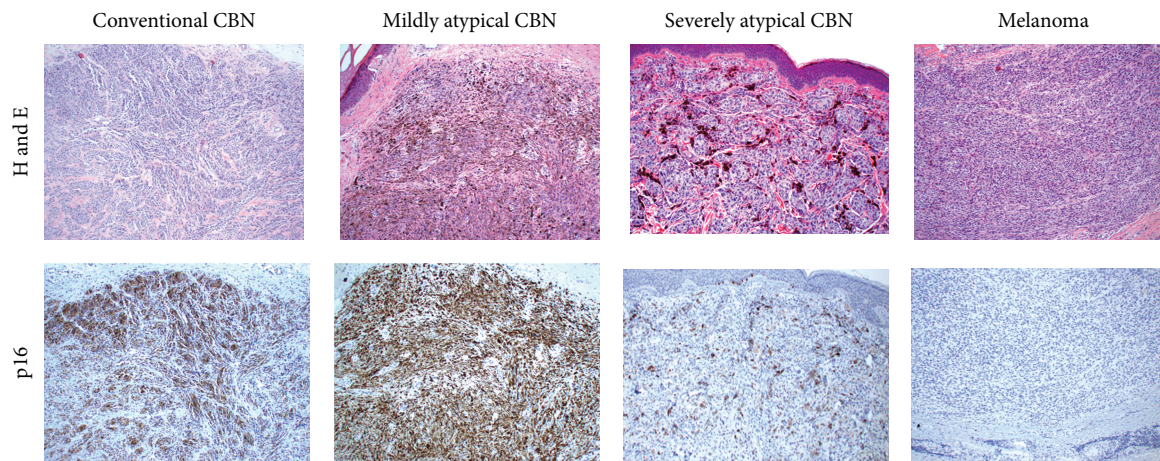 Conventional CBN
Mildly atypical CBN
Severely atypical CBN
Melanoma
H and E
p16